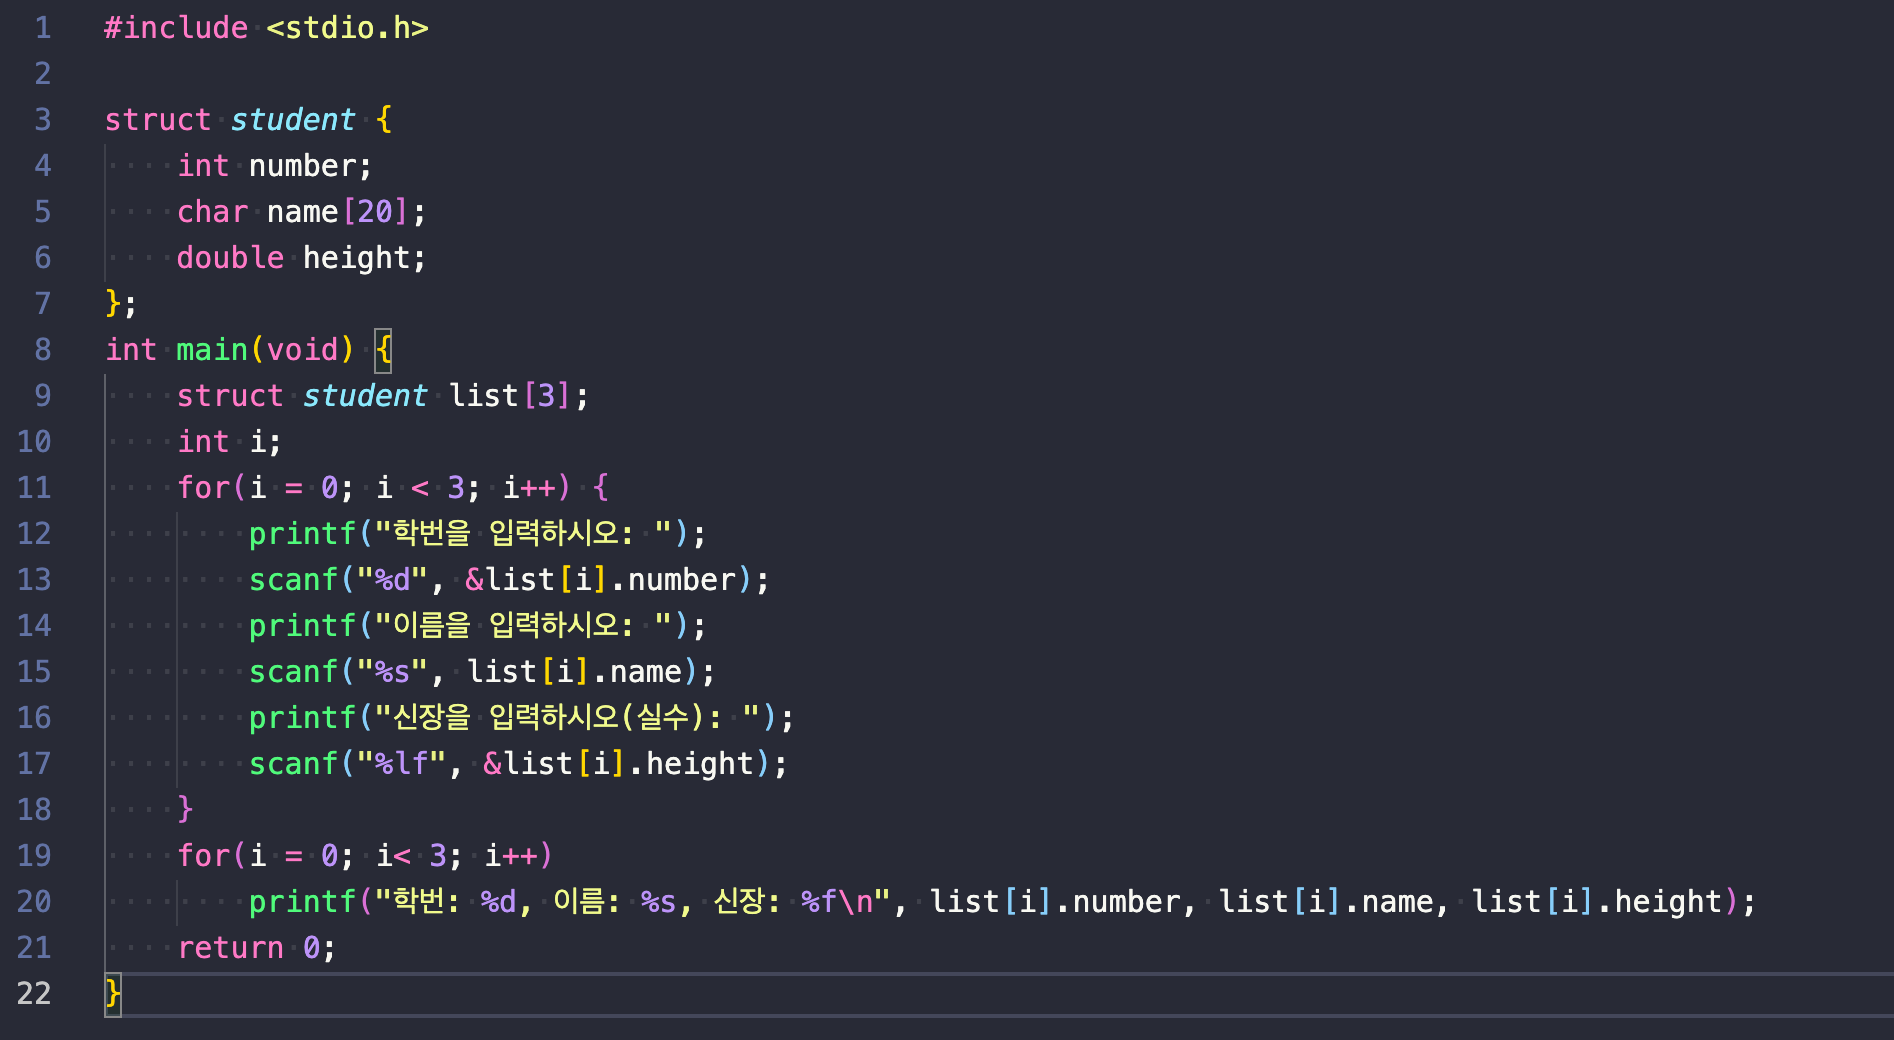 1 #include <stdio.h>
2
3 struct student {
4     int number;
5     char name[20];
6     double height;
7 };
8 int main(void) {
9     struct student list[3];
10     int i;
11     for(i = 0; i < 3; i++) {
12         printf("학번을 입력하시오: ");
13         scanf("%d", &list[i].number);
14         printf("이름을 입력하시오: ");
15         scanf("%s", list[i].name);
16         printf("신장을 입력하시오(실수): ");
17         scanf("%lf", &list[i].height);
18     }
19     for(i = 0; i< 3; i++)
20         printf("학번: %d, 이름: %s, 신장: %f\n", list[i].number, list[i].name, list[i].height);
21     return 0;
22 }